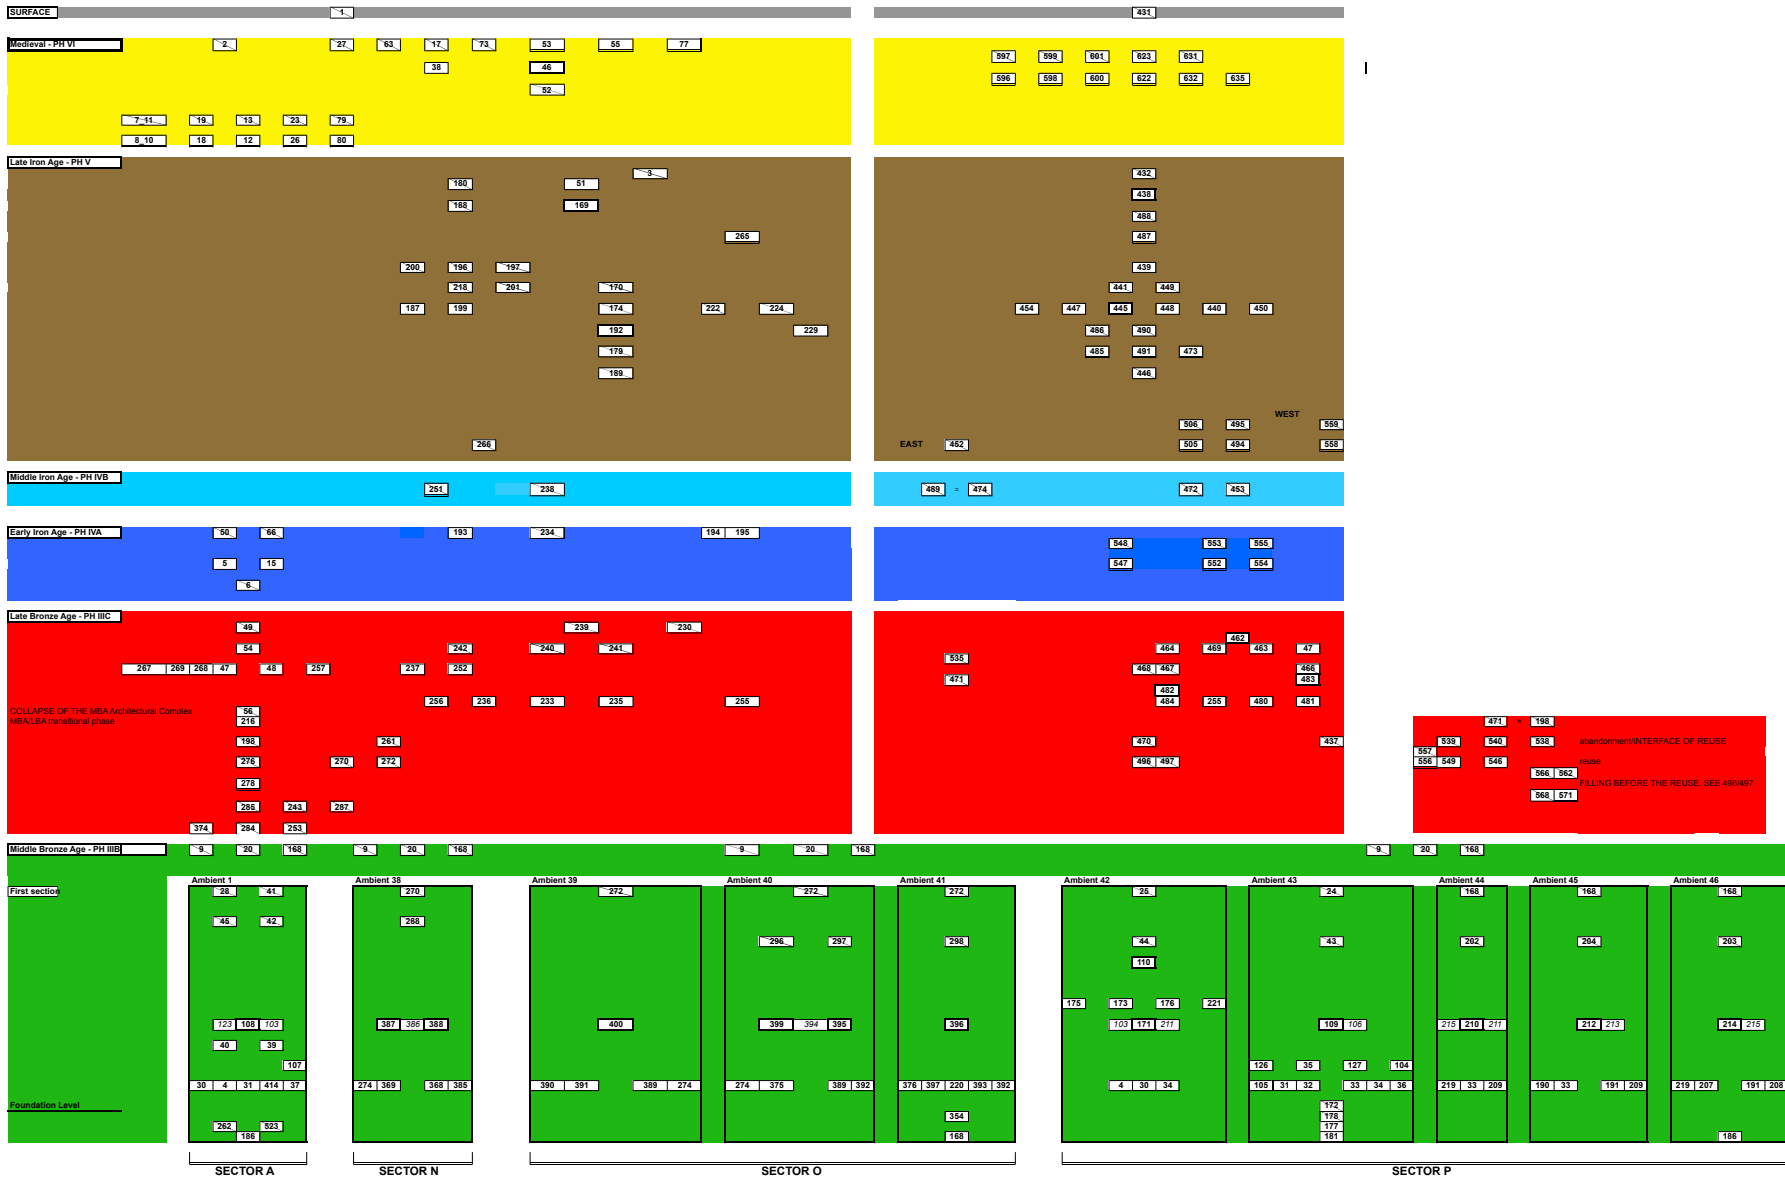 SURFACE 1 431
Medieval - PH VI 2 27 63 17 73 53 55 77
597 599 601 623 631
38 46
596 598 600 622 632 635
52
7_11 19 13 23 79
8_10 18 12 26 80
Late Iron Age - PH V
3 432
180 51
438
188 169
488
265 487
200 196 197 439
218 201 170 441 449
187 199 174 222 224 454 447 445 448 440 450
192 229 486 490
179 485 491 473
189 446
WEST
506 495 559
266 EAST 452 505 494 558
Middle Iron Age - PH IVB
251 238 489 = 474 472 453
Early Iron Age - PH IVA 50 66 193 234 194 195
548 553 555
5 15 547 552 554
6
Late Bronze Age - PH IIIC
49 239 230
462
54 242 240 241 464 469 463 47
535
267 269 268 47 48 257 237 252 468 467 466
471 483
482
256 236 233 235 255 484 255 480 481
COLLAPSE OF THE MBA Architectural Complex 56
MBA/LBA transitional phase 216 471 = 198
198 261 470 437 539 540 538 abandonment/INTERFACE OF REUSE
557
276 270 272 496 497 556 549 546 reuse
566 562
278 FILLING BEFORE THE REUSE. SEE 496/497
568 571
285 243 287
374 284 253
Middle Bronze Age - PH IIIB 9 20 168 9 20 168 9 20 168 9 20 168
Ambient 1 Ambient 38 Ambient 39 Ambient 40 Ambient 41 Ambient 42 Ambient 43 Ambient 44 Ambient 45 Ambient 46
First section 28 41 270 272 272 272 25 24 168 168 168
45 42 288
296 297 298 44 43 202 204 203
110
175 173 176 221
123 108 103 387 386 388 400 399 394 395 396 103 171 211 109 106 215 210 211 212 213 214 215
40 39
107 126 35 127 104
30 4 31 414 37 274 369 368 385 390 391 389 274 274 375 389 392 376 397 220 393 392 4 30 34 105 31 32 33 34 36 219 33 209 190 33 191 209 219 207 191 208
Foundation Level 172
354 178
262 523 177
186 168 181 186
SECTOR A SECTOR N SECTOR O SECTOR P